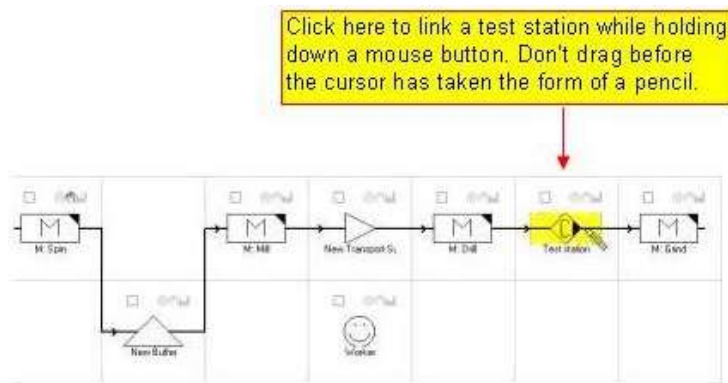 Click here to link a test station while holding
down a mouse button. Don't drag before
the cursor has taken the form of a pencil.
M M M C M
M: Spin M: Mill New Transport-Sy M: Drill Test station
New Buffer Worker